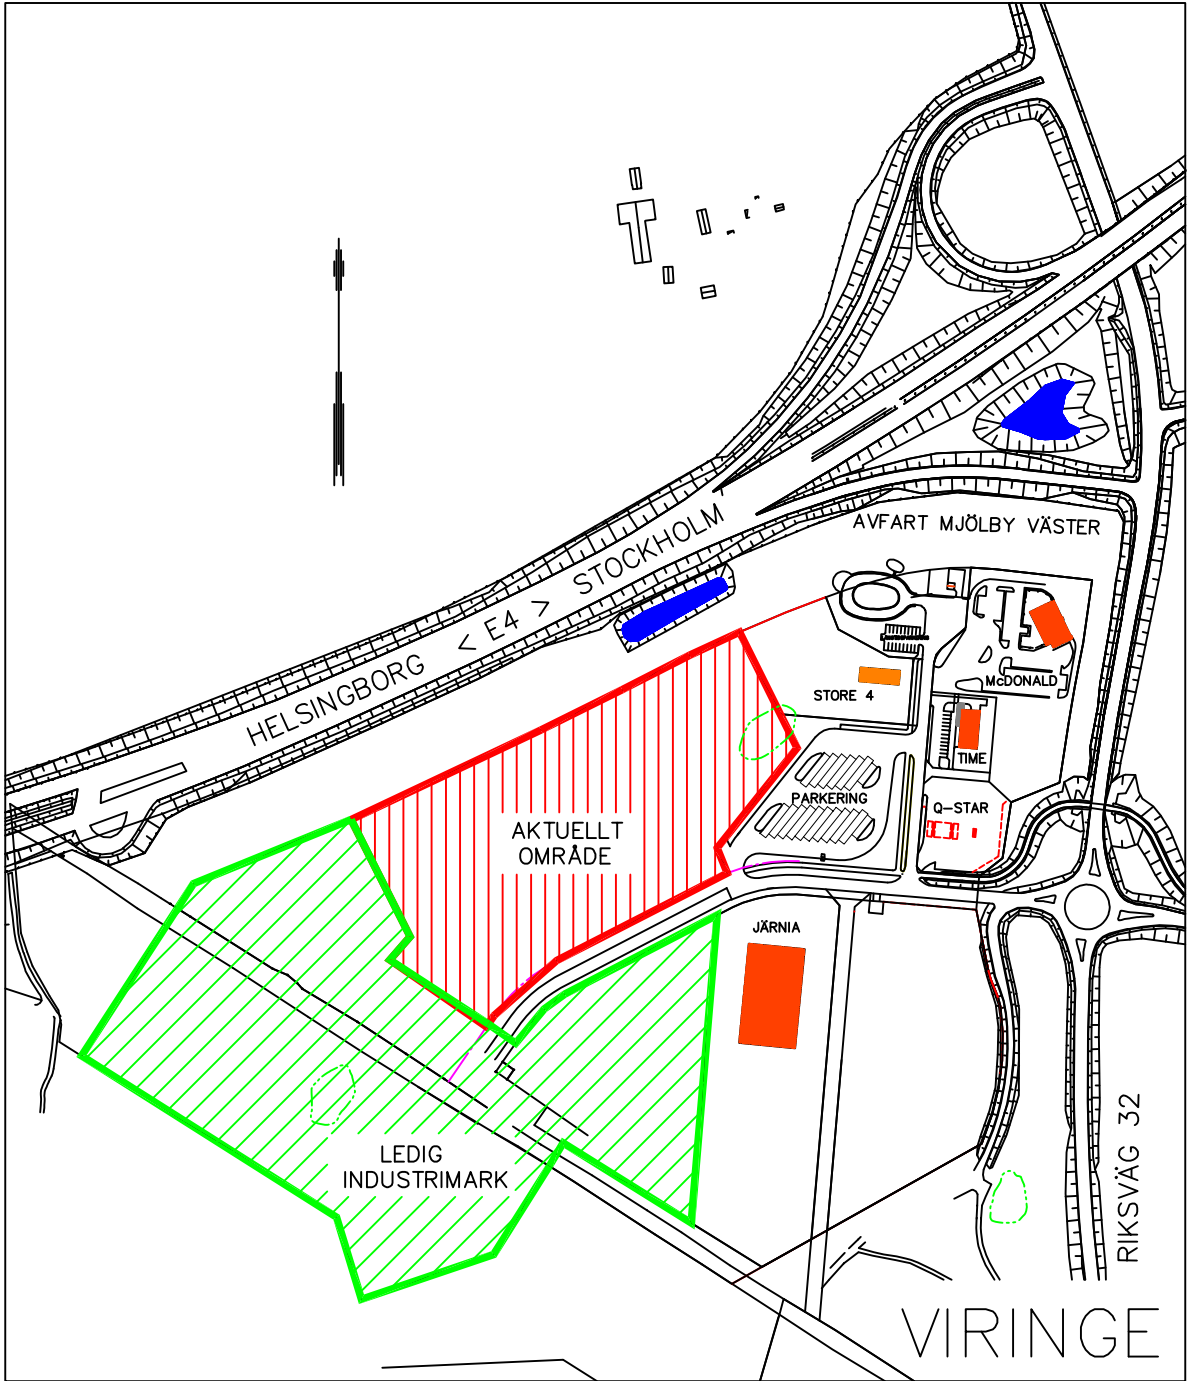 AVFART MJÖLBY VÄSTER
HELSINGBORG < E4 > STOCKHOLM
McDONALD
STORE 4
TIME
PARKERING
Q-STAR
AKTUELLT
OMRÅDE
JÄRNIA
LEDIG
INDUSTRIMARK
RIKSVÄG 32
VIRINGE